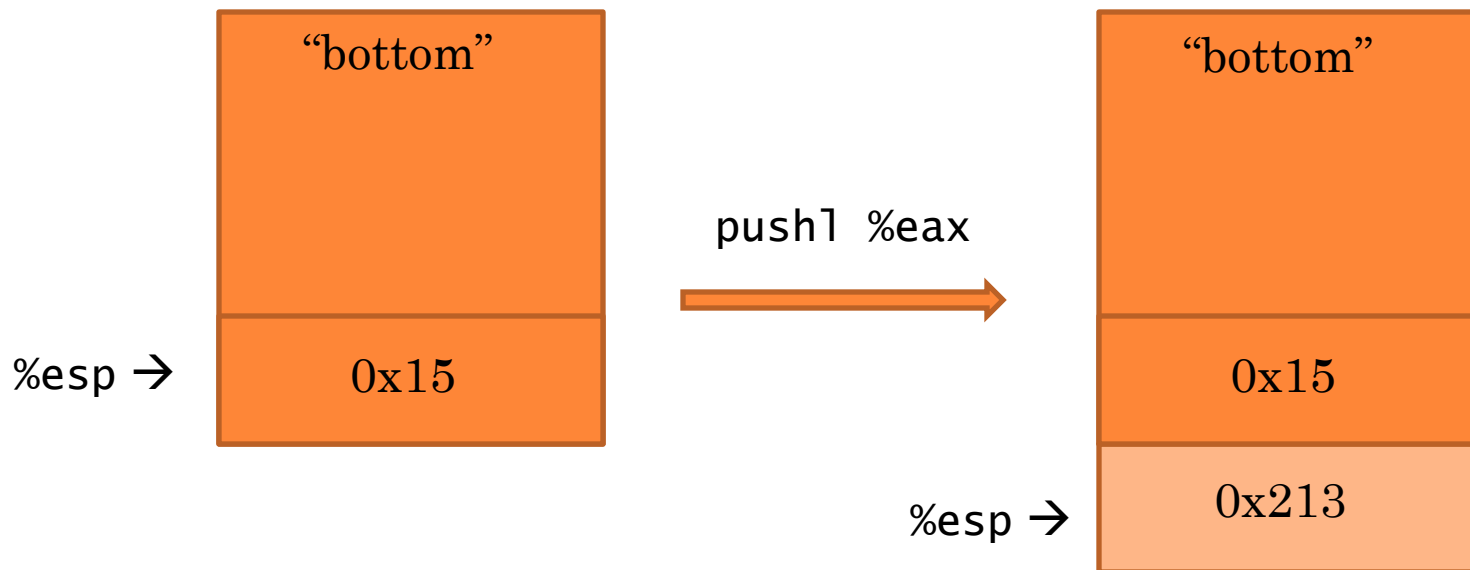 “bottom”
%esp → 0x15
pushl %eax
“bottom”
0x15
%esp → 0x213